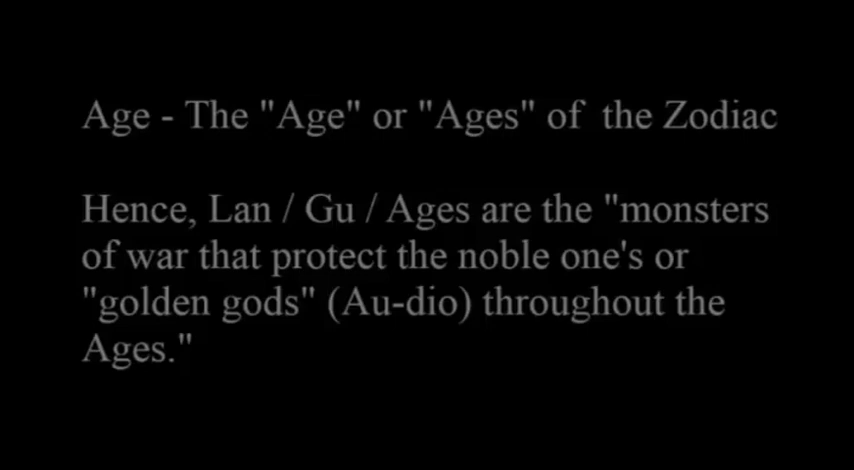 Age - The "Age" or "Ages" of the Zodiac
Hence, Lan / Gu / Ages are the "monsters
of war that protect the noble one's or
"golden gods" (Au-dio) throughout the
Ages."